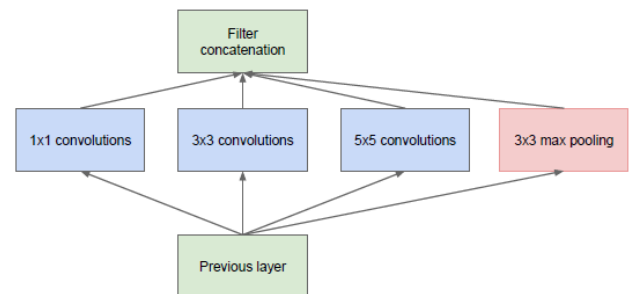 Filter
concatenation
1x1 convolutions
3x3 convolutions
5x5 convolutions
3x3 max pooling
Previous layer